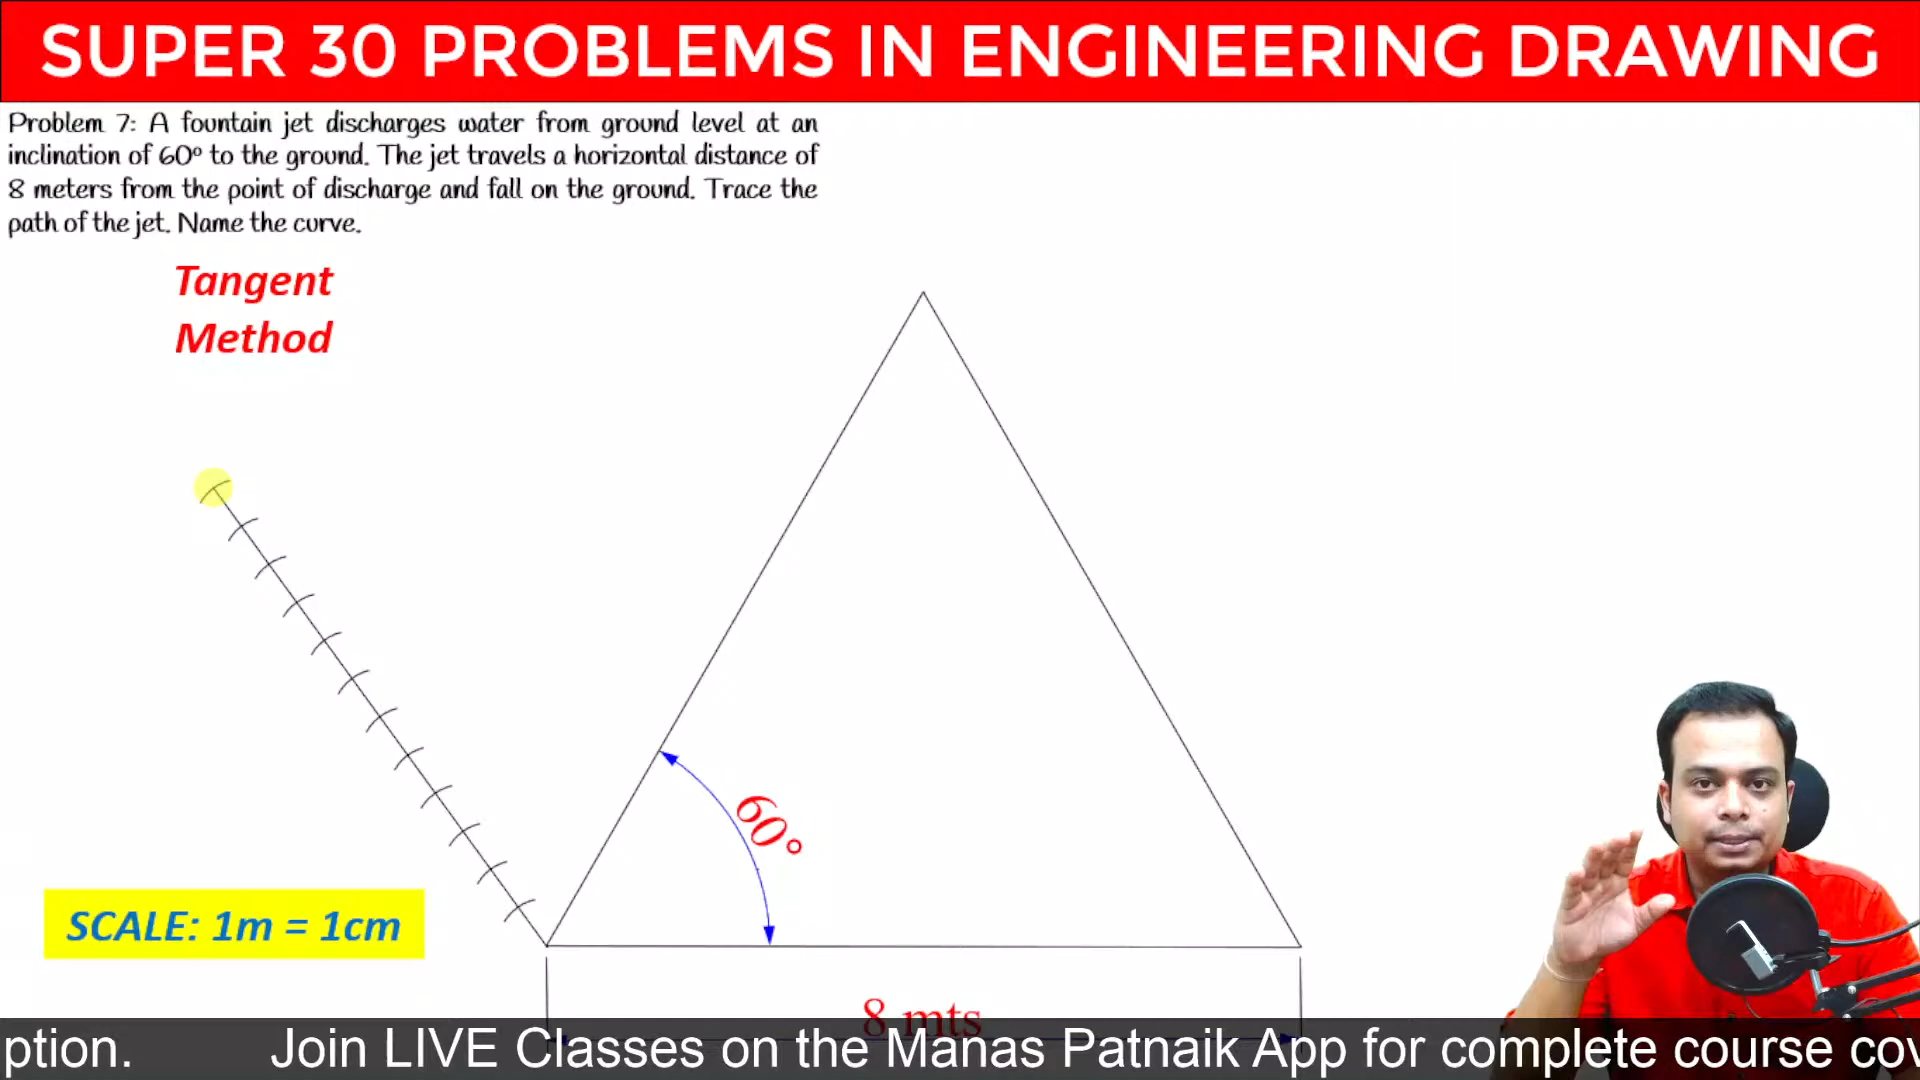 SUPER 30 PROBLEMS IN ENGINEERING DRAWING
Problem 7: A fountain jet discharges water from ground level at an
inclination of 60º to the ground. The jet travels a horizontal distance of
8 meters from the point of discharge and fall on the ground. Trace the
path of the jet. Name the curve.
Tangent
Method
60°
SCALE: 1m = 1cm
8 mts
ption. Join LIVE Classes on the Manas Patnaik App for complete course cov